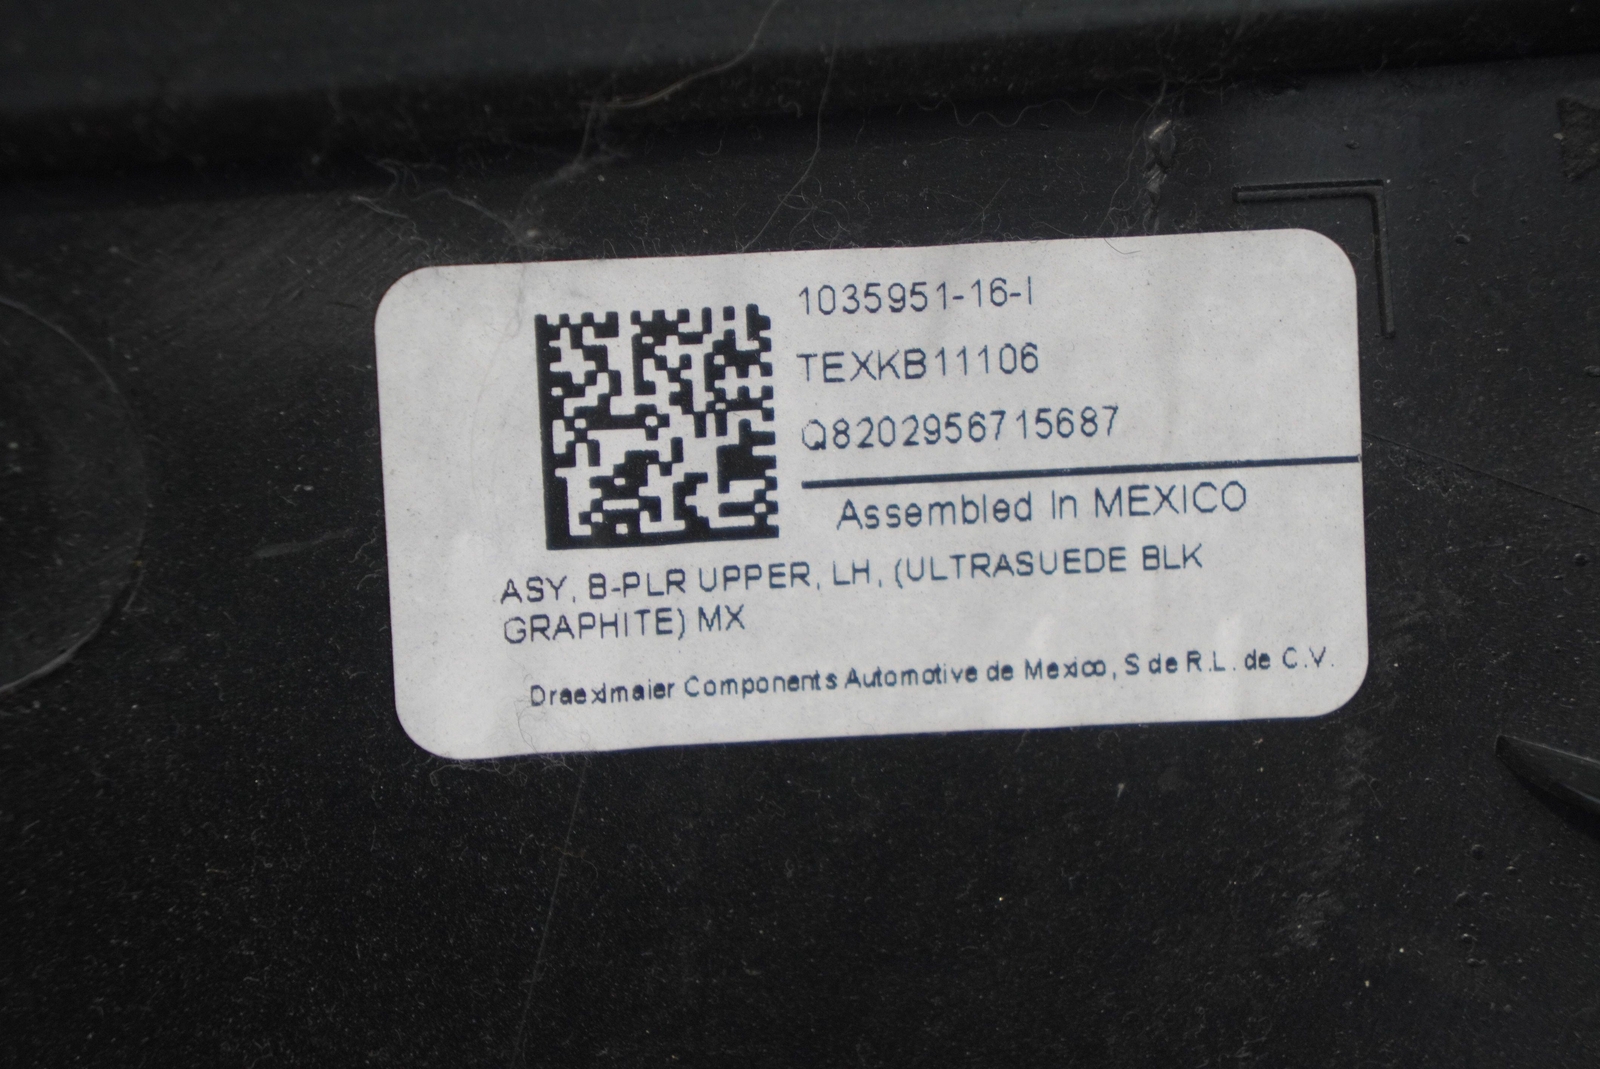 1035951-16-I
TEXKB11106
Q8202956715687
Assembled In MEXICO
ASY, B-PLR UPPER, LH, (ULTRASUEDE BLK
GRAPHITE) MX
Draexlmaier Components Automotive de Mexico, S de R.L. de C.V.